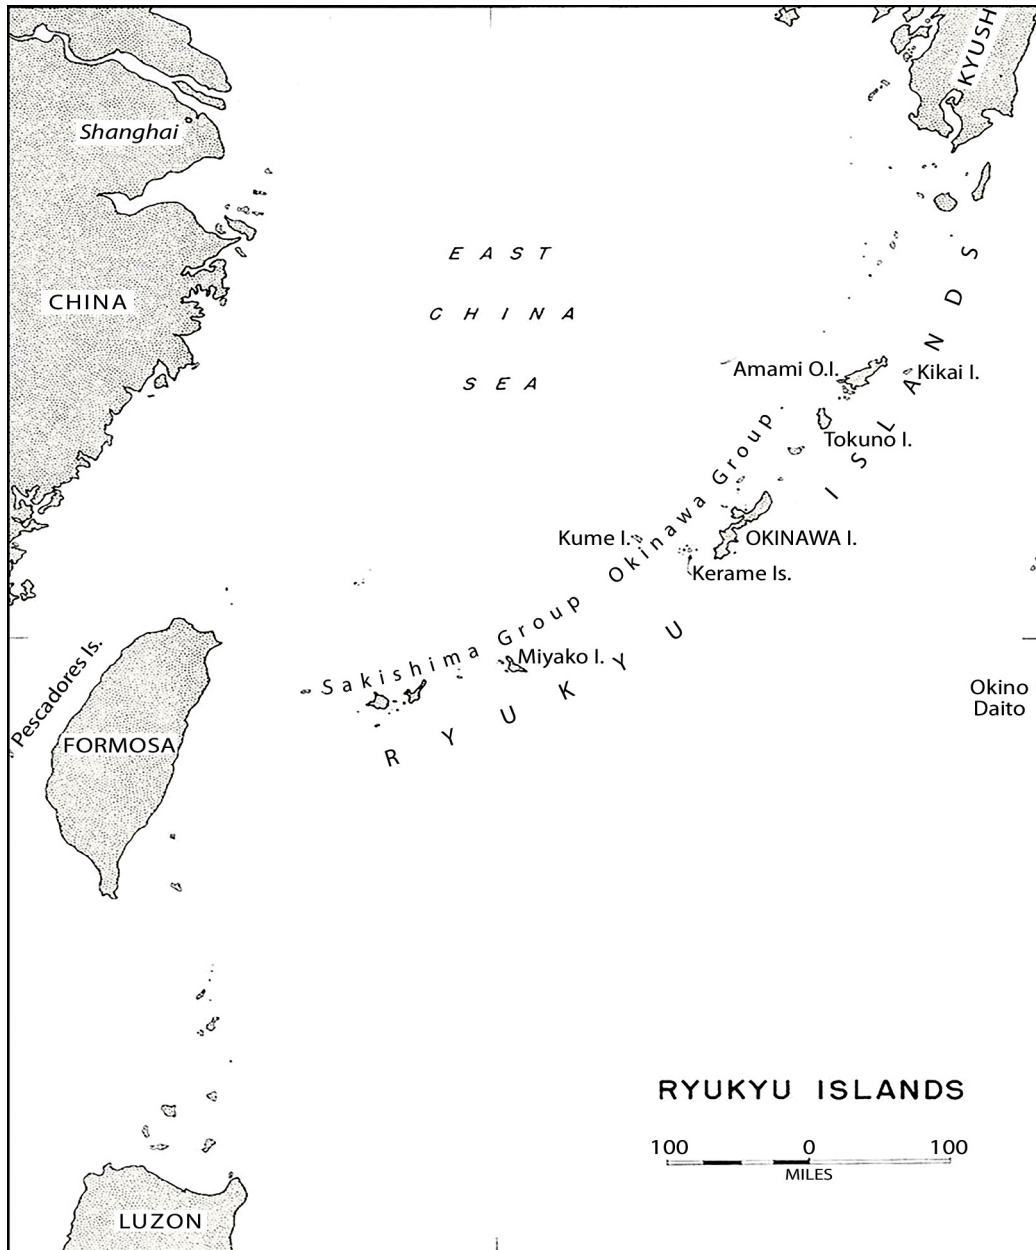 KYUSH
Shanghai
EAST
CHINA
SEA
CHINA
Amami O.I.
Kikai I.
Tokuno I.
Kume I.
OKINAWA I.
Kerame Is.
Okinawa Group
Sakishima Group
Miyako I.
RYUKYU ISLANDS
Pescadores Is.
FORMOSA
Okino
Daito
RYUKYU ISLANDS
100 0 100
MILES
LUZON